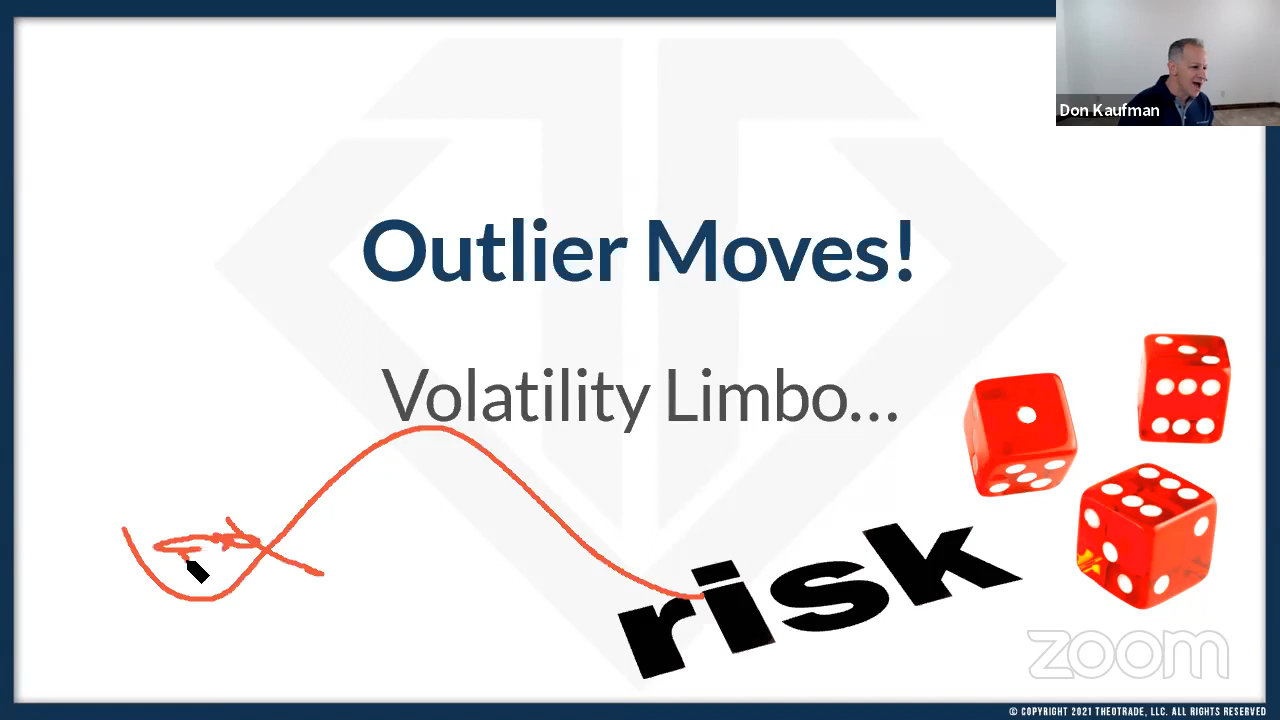 Don Kaufman
Outlier Moves!
Volatility Limbo...
risk
zoom
© COPYRIGHT 2021 THEOTRADE, LLC. ALL RIGHTS RESERVED